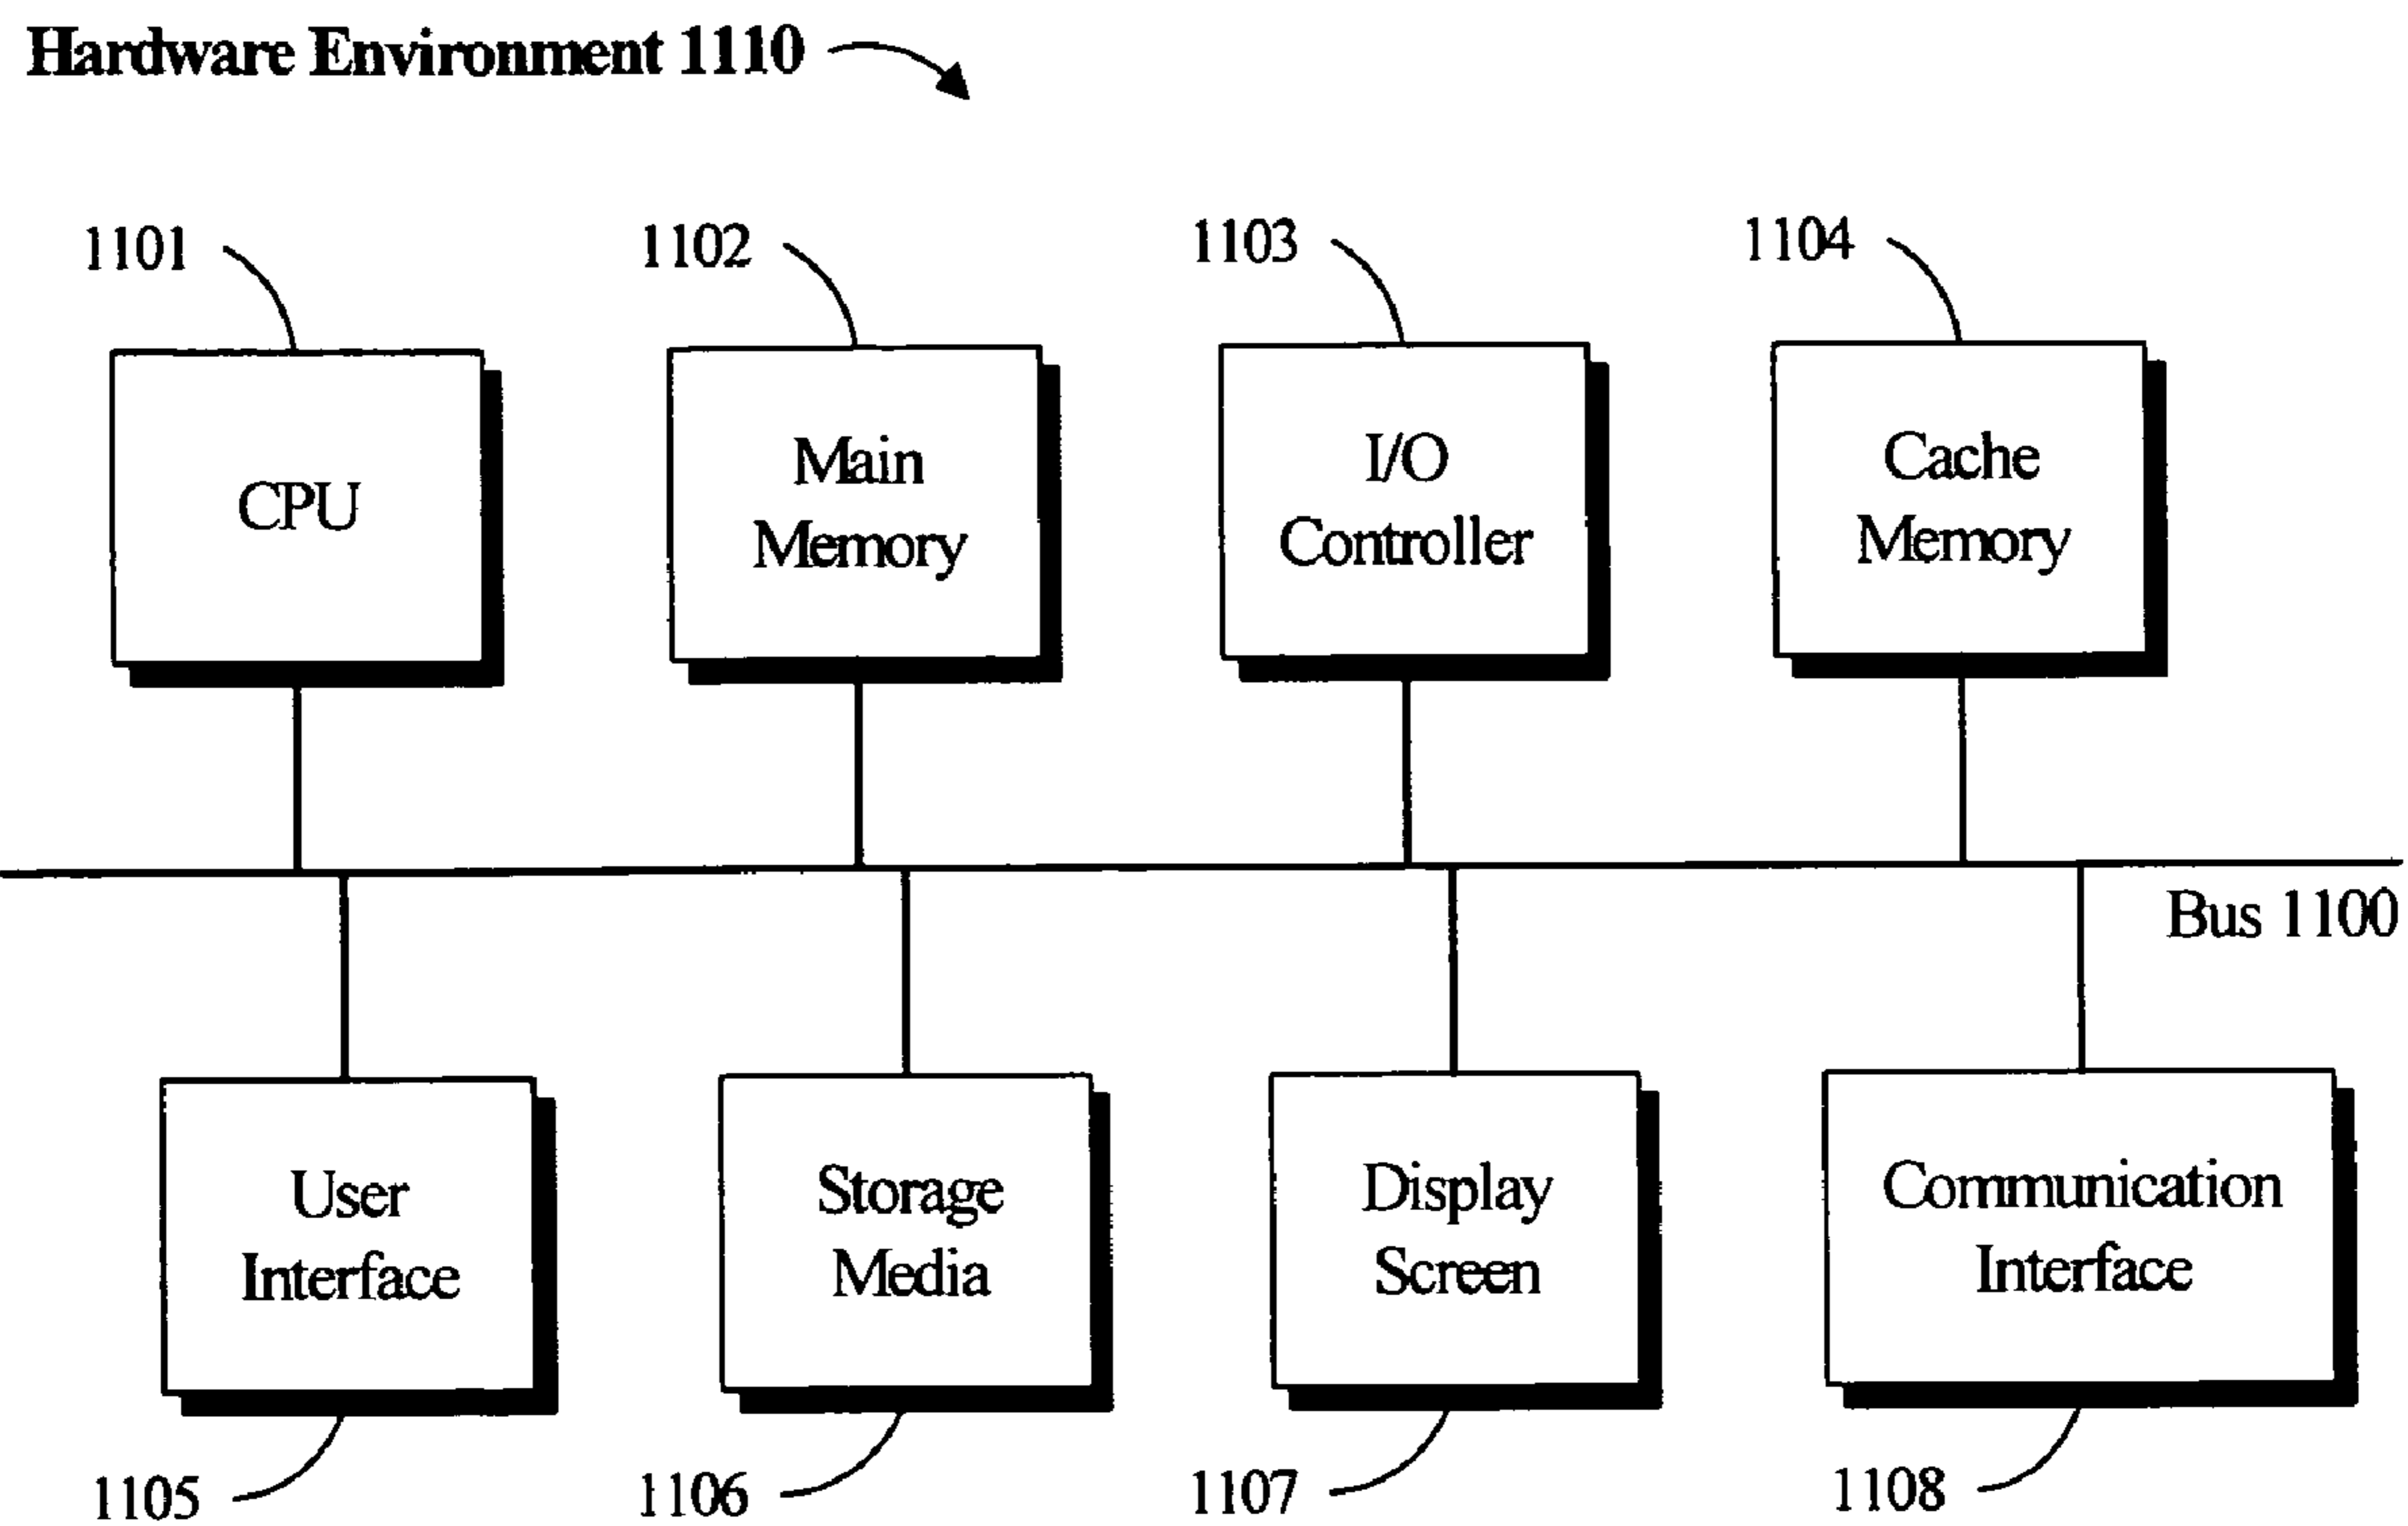 Hardware Environment 1110
1101
1102
1103
1104
CPU
Main
Memory
I/O
Controller
Cache
Memory
Bus 1100
User
Interface
Storage
Media
Display
Screen
Communication
Interface
1105
1106
1107
1108